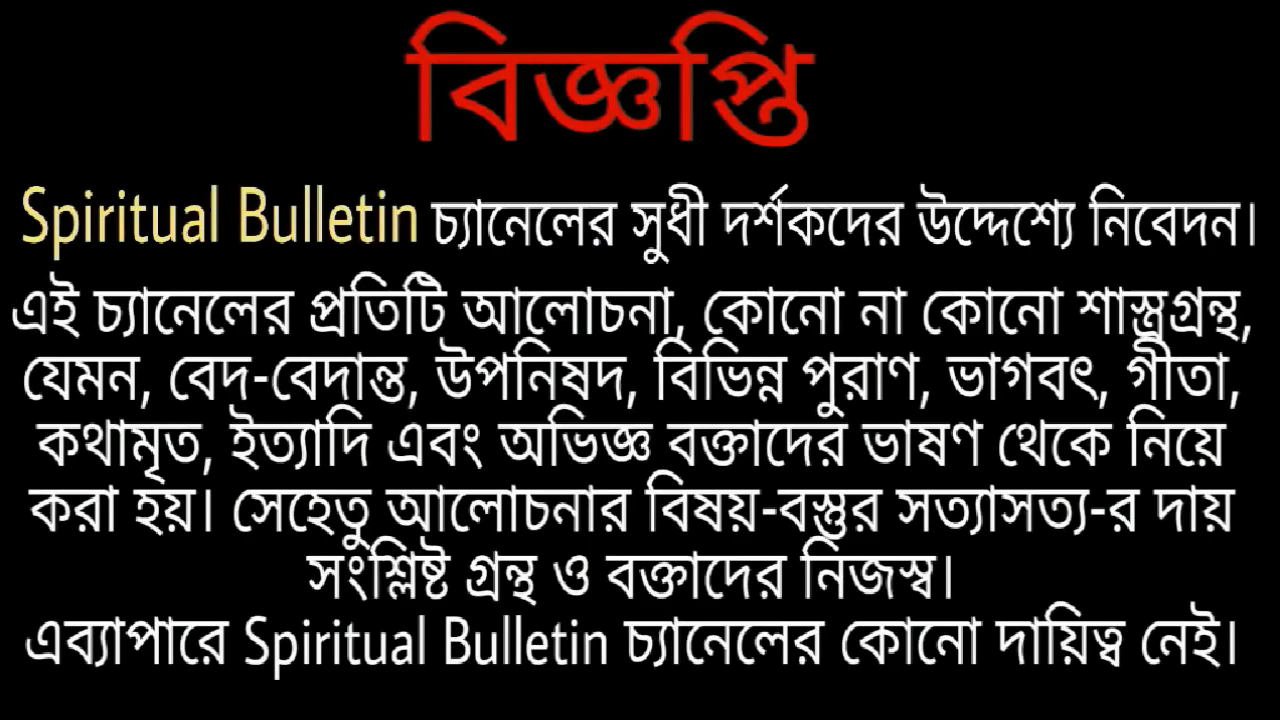 বিজ্ঞপ্তি
Spiritual Bulletin চ্যানেলের সুধী দর্শকদের উদ্দেশ্যে নিবেদন।
এই চ্যানেলের প্রতিটি আলোচনা, কোনো না কোনো শাস্ত্রগ্রন্থ,
যেমন, বেদ-বেদান্ত, উপনিষদ, বিভিন্ন পুরাণ, ভাগবৎ, গীতা,
কথামৃত, ইত্যাদি এবং অভিজ্ঞ বক্তাদের ভাষণ থেকে নিয়ে
করা হয়। সেহেতু আলোচনার বিষয়-বস্তুর সত্যাসত্য-র দায়
সংশ্লিষ্ট গ্রন্থ ও বক্তাদের নিজস্ব।
এব্যাপারে Spiritual Bulletin চ্যানেলের কোনো দায়িত্ব নেই।